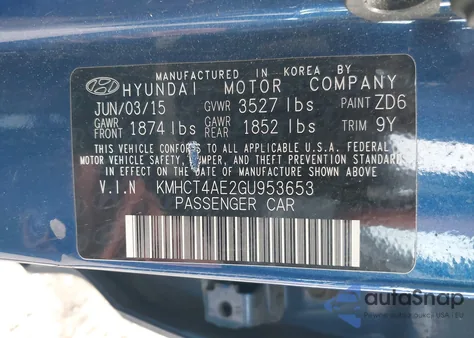 MANUFACTURED IN KOREA BY
HYUNDAI MOTOR COMPANY
JUN/03/15 GVWR 3527 lbs PAINT ZD6
GAWR FRONT 1874 lbs GAWR REAR 1852 lbs TRIM 9Y
THIS VEHICLE CONFORMS TO ALL APPLICABLE U.S.A. FEDERAL
MOTOR VEHICLE SAFETY, BUMPER, AND THEFT PREVENTION STANDARDS
IN EFFECT ON THE DATE OF MANUFACTURE SHOWN ABOVE
V.I.N KMHCT4AE2GU953653
PASSENGER CAR
autoSnap